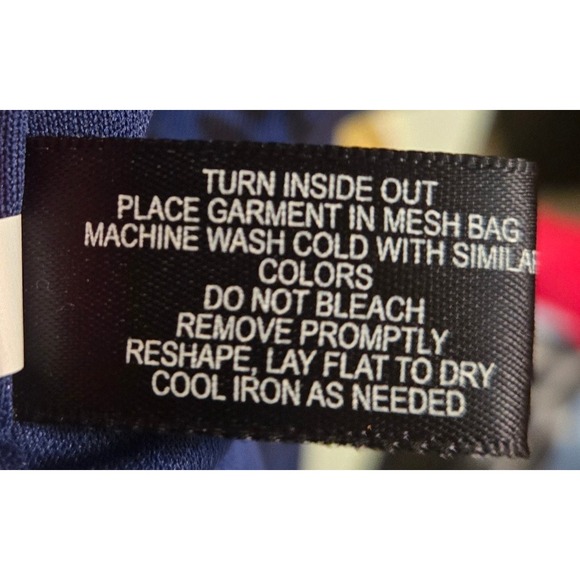 TURN INSIDE OUT
PLACE GARMENT IN MESH BAG
MACHINE WASH COLD WITH SIMILAR
COLORS
DO NOT BLEACH
REMOVE PROMPTLY
RESHAPE, LAY FLAT TO DRY
COOL IRON AS NEEDED